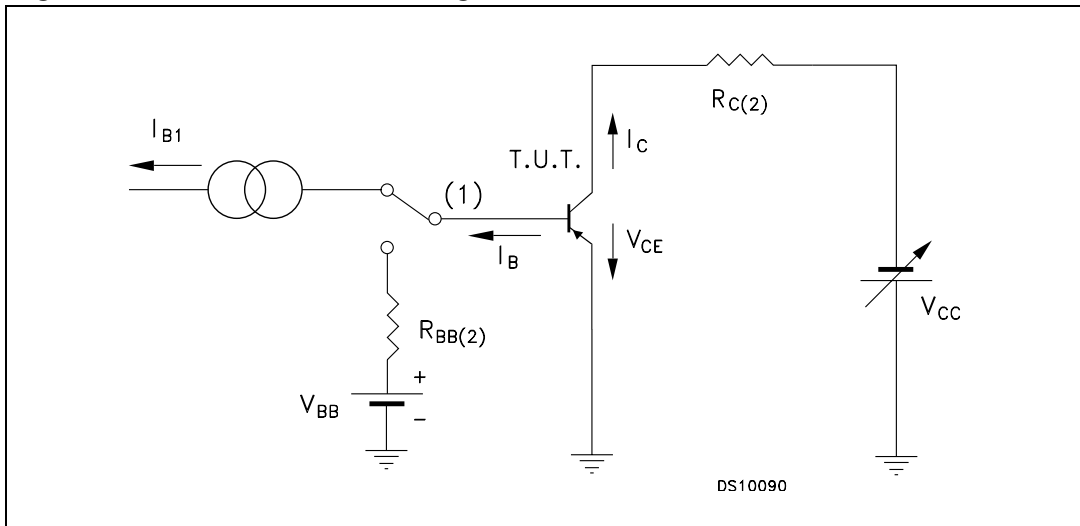 R_C(2)
I_B1
I_C
T.U.T.
(1)
V_CE
I_B
V_CC
R_BB(2)
+
V_BB
−
DS10090